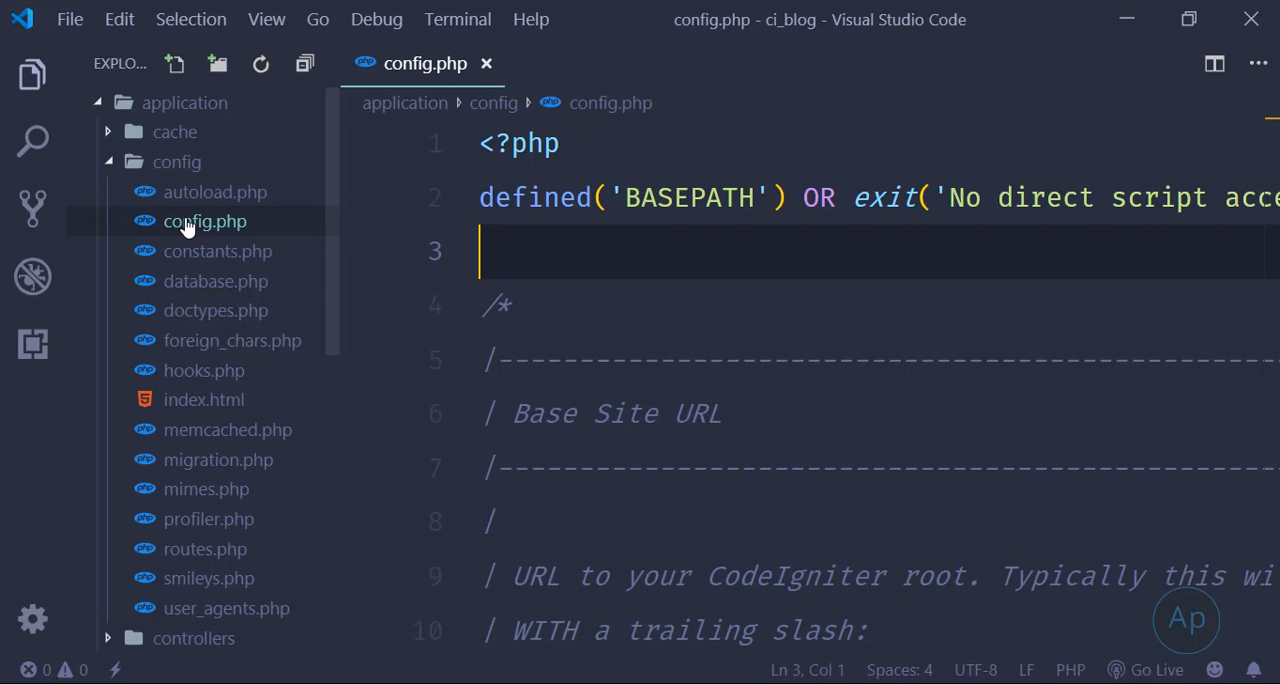 File Edit Selection View Go Debug Terminal Help config.php - ci_blog - Visual Studio Code
EXPLO...
config.php
application
cache
config
autoload.php
config.php
constants.php
database.php
doctypes.php
foreign_chars.php
hooks.php
index.html
memcached.php
migration.php
mimes.php
profiler.php
routes.php
smileys.php
user_agents.php
controllers
application config config.php
1 <?php
2 defined('BASEPATH') OR exit('No direct script acce
3
4 /*
5 |--------------------------------------------------
6 | Base Site URL
7 |--------------------------------------------------
8 |
9 | URL to your CodeIgniter root. Typically this wi
10 | WITH a trailing slash:
Ap
0 0 Ln 3, Col 1 Spaces: 4 UTF-8 LF PHP Go Live